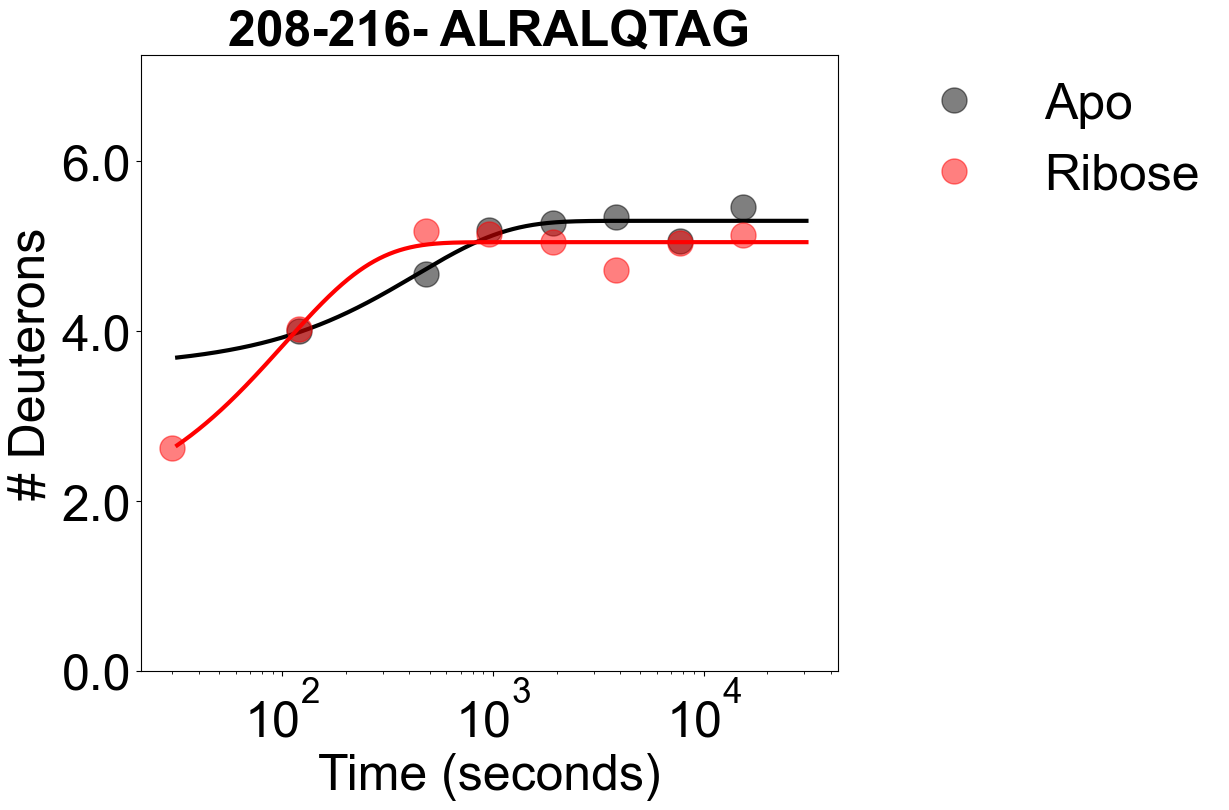 208-216- ALRALQTAG
Apo
Ribose
# Deuterons
6.0
4.0
2.0
0.0
10^2 10^3 10^4
Time (seconds)